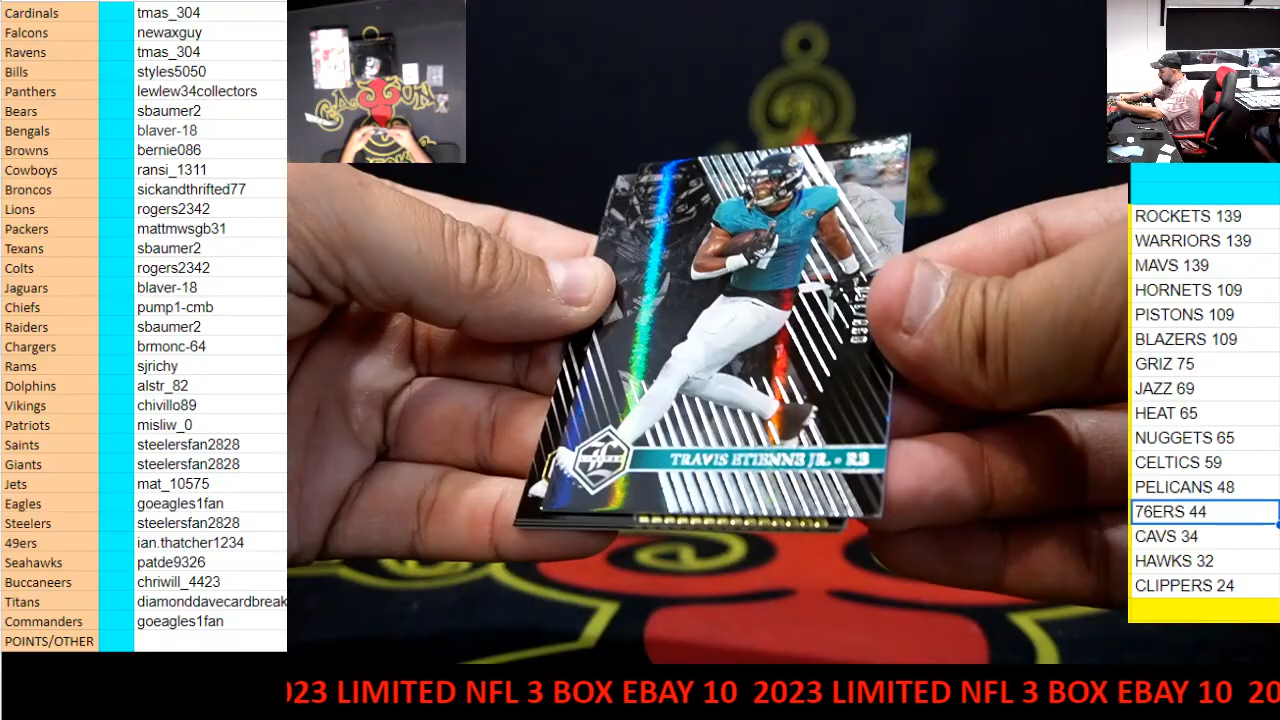 Cardinals tmas_304
Falcons newaxguy
Ravens tmas_304
Bills styles5050
Panthers lewlew34collectors
Bears sbaumer2
Bengals blaver-18
Browns bernie086
Cowboys ransi_1311
Broncos sickandthrifted77
Lions rogers2342
Packers mattmwsgb31
Texans sbaumer2
Colts rogers2342
Jaguars blaver-18
Chiefs pump1-cmb
Raiders sbaumer2
Chargers brmonc-64
Rams sjrichy
Dolphins alstr_82
Vikings chivillo89
Patriots misliw_0
Saints steelersfan2828
Giants steelersfan2828
Jets mat_10575
Eagles goeagles1fan
Steelers steelersfan2828
49ers ian.thatcher1234
Seahawks patde9326
Buccaneers chriwill_4423
Titans diamonddavecardbreak
Commanders goeagles1fan
POINTS/OTHER
LIMITED
TRAVIS ETIENNE JR. • RB
ROCKETS 139
WARRIORS 139
MAVS 139
HORNETS 109
PISTONS 109
BLAZERS 109
GRIZ 75
JAZZ 69
HEAT 65
NUGGETS 65
CELTICS 59
PELICANS 48
76ERS 44
CAVS 34
HAWKS 32
CLIPPERS 24
023 LIMITED NFL 3 BOX EBAY 10 2023 LIMITED NFL 3 BOX EBAY 10 20